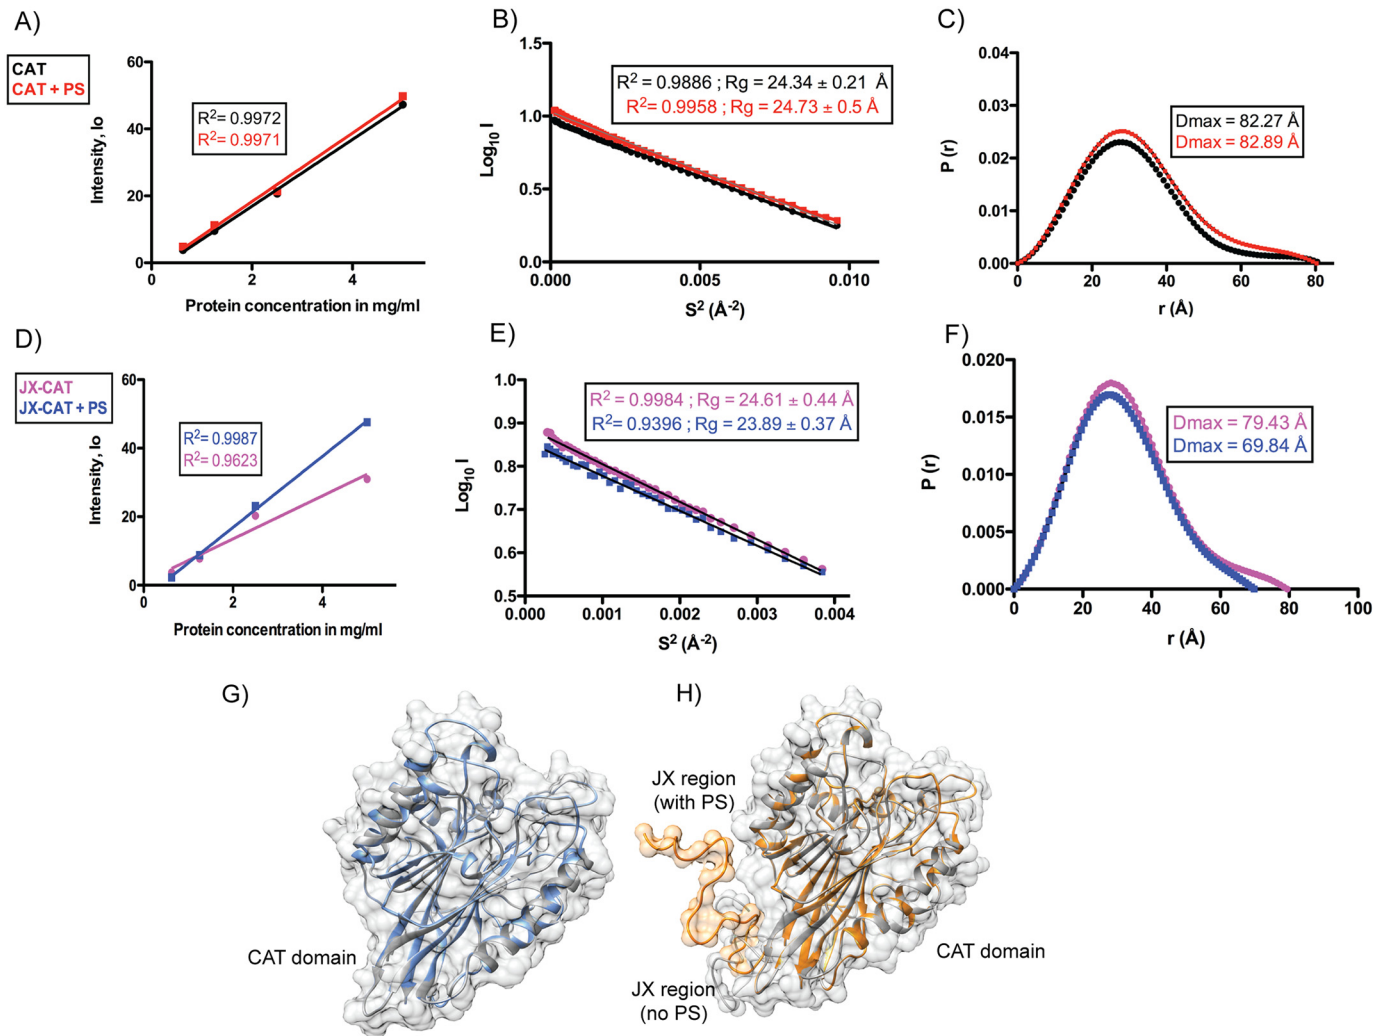 A)
CAT
CAT + PS
R² = 0.9972
R² = 0.9971
Intensity, Io
60
40
20
0
0
2
4
Protein concentration in mg/ml
B)
R² = 0.9886 ; Rg = 24.34 ± 0.21 Å
R² = 0.9958 ; Rg = 24.73 ± 0.5 Å
Log₁₀ I
1.5
1.0
0.5
0.0
0.000
0.005
0.010
S² (Å⁻²)
C)
Dmax = 82.27 Å
Dmax = 82.89 Å
P (r)
0.04
0.03
0.02
0.01
0.00
0
20
40
60
80
100
r (Å)
D)
JX-CAT
JX-CAT + PS
R² = 0.9987
R² = 0.9623
Intensity, Io
60
40
20
0
0
2
4
Protein concentration in mg/ml
E)
R² = 0.9984 ; Rg = 24.61 ± 0.44 Å
R² = 0.9396 ; Rg = 23.89 ± 0.37 Å
Log₁₀ I
1.0
0.9
0.8
0.7
0.6
0.5
0.000
0.001
0.002
0.003
0.004
S² (Å⁻²)
F)
Dmax = 79.43 Å
Dmax = 69.84 Å
P (r)
0.020
0.015
0.010
0.005
0.000
0
20
40
60
80
100
r (Å)
G)
CAT domain
H)
JX region
(with PS)
JX region
(no PS)
CAT domain